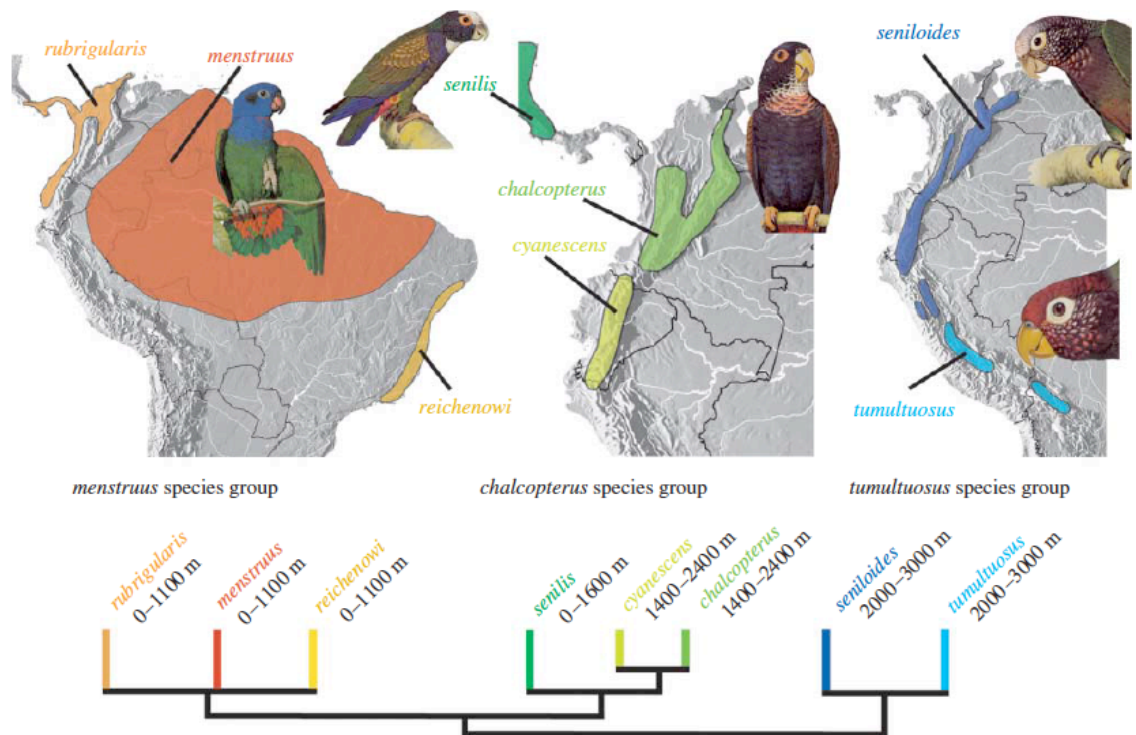 rubrigularis
menstruus
reichenowi
senilis
chalcopterus
cyanescens
seniloides
tumultuosus
menstruus species group
chalcopterus species group
tumultuosus species group
rubrigularis
0–1100 m
menstruus
0–1100 m
reichenowi
0–1100 m
senilis
0–1600 m
cyanescens
1400–2400 m
chalcopterus
1400–2400 m
seniloides
2000–3000 m
tumultuosus
2000–3000 m